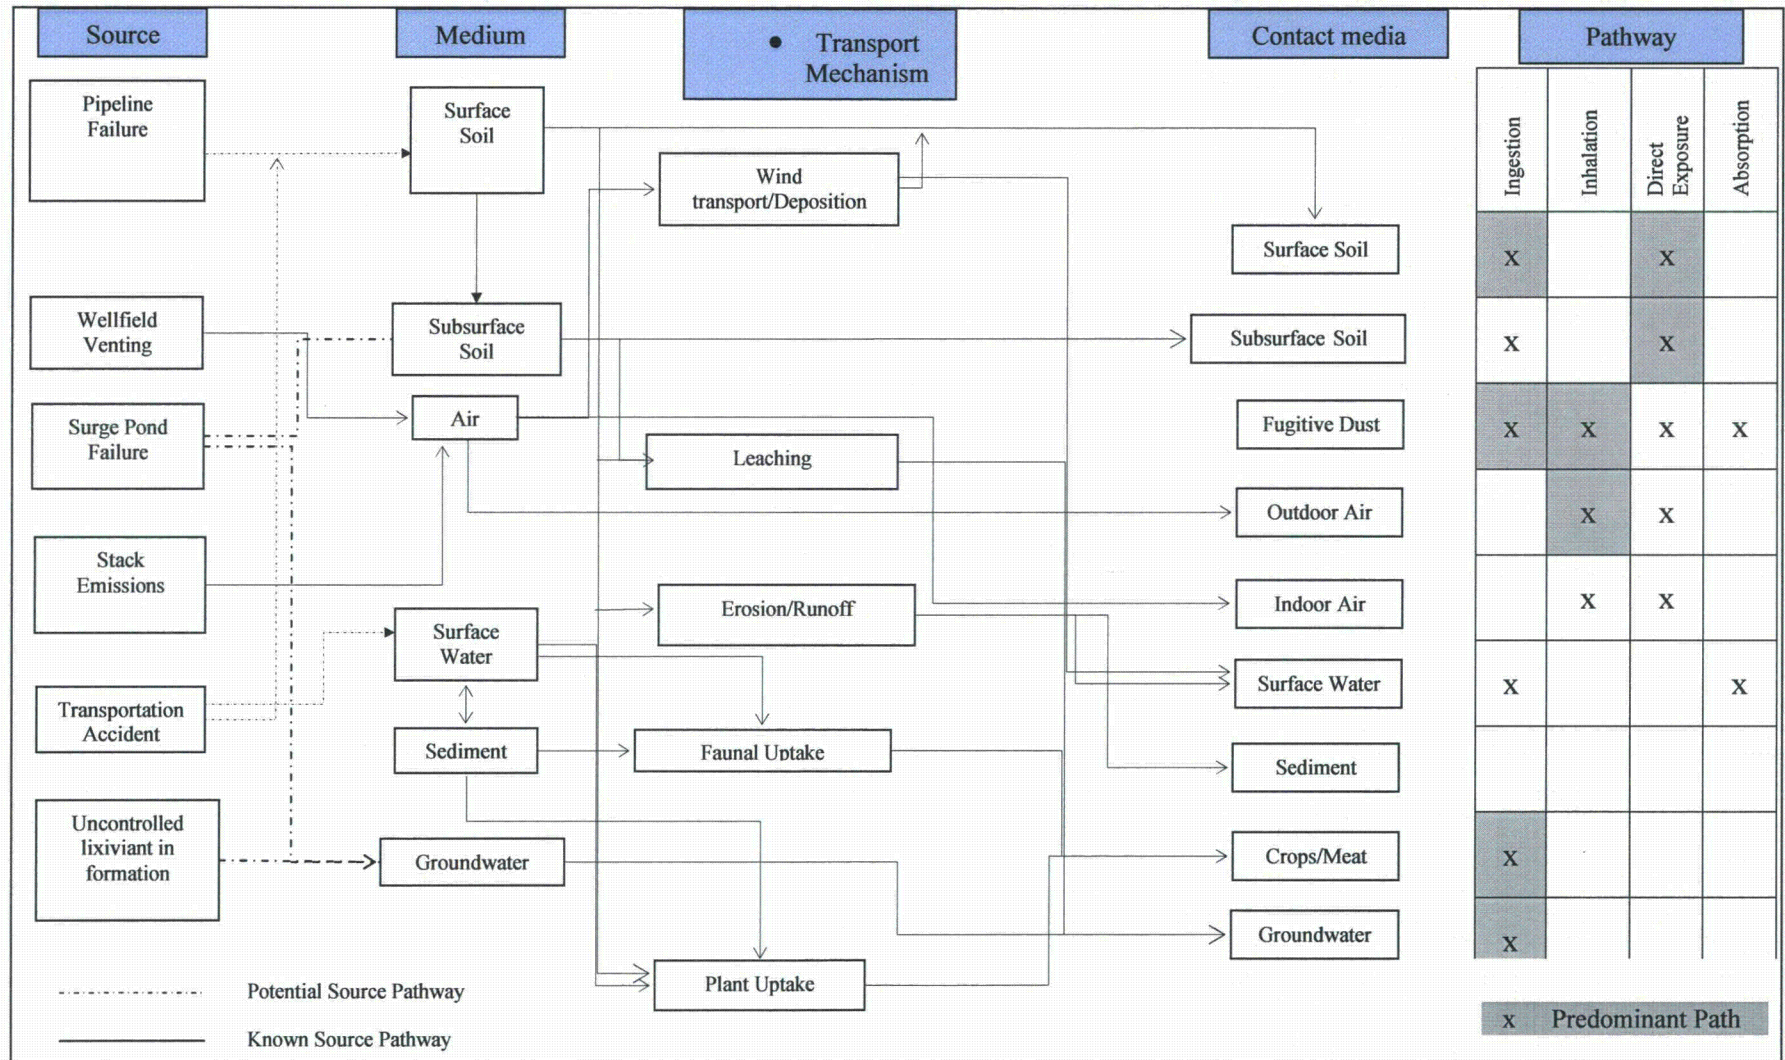 Source
Medium
• Transport
Mechanism
Contact media
Pathway
Pipeline
Failure
Surface
Soil
Wind
transport/Deposition
Ingestion
Inhalation
Direct
Exposure
Absorption
Surface Soil
X X
Wellfield
Venting
Subsurface
Soil
Subsurface Soil
X X
Surge Pond
Failure
Air
Leaching
Fugitive Dust
X X X X
Stack
Emissions
Outdoor Air
X X
Surface
Water
Erosion/Runoff
Indoor Air
X X
Transportation
Accident
Sediment
Faunal Uptake
Surface Water
X X
Sediment
Uncontrolled
lixiviant in
formation
Groundwater
Crops/Meat
X
Groundwater
X
Plant Uptake
Potential Source Pathway
Known Source Pathway
X Predominant Path